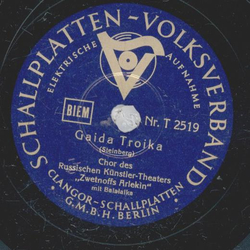 SCHALLPLATTEN-VOLKSVERBAND
ELEKTRISCHE AUFNAHME
BIEM
Nr. T 2519
Gaida Troika
(Steinberg)
Chor des
Russischen Künstler-Theaters
„Zwetnoffs Arlekin"
mit Balaleika
CLANGOR-SCHALLPLATTEN
G.M.B.H. BERLIN